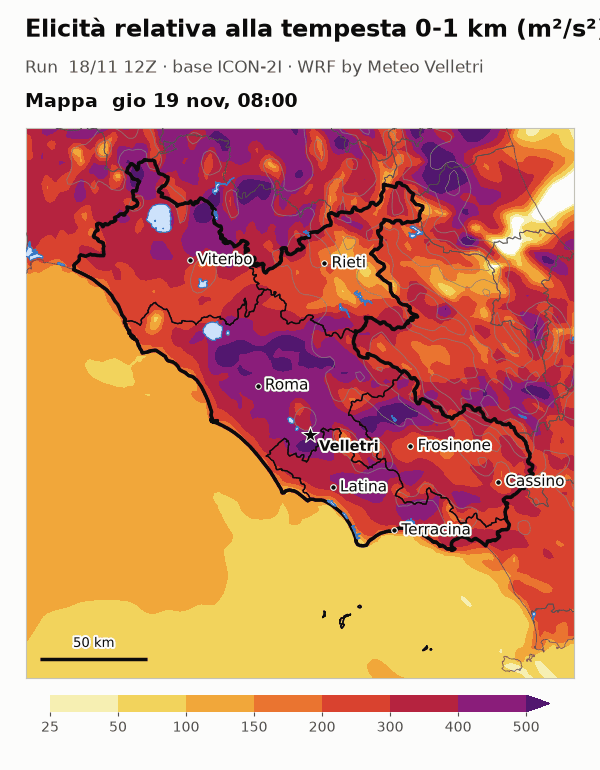 Elicità relativa alla tempesta 0-1 km (m²/s²)
Run 18/11 12Z · base ICON-2I · WRF by Meteo Velletri
Mappa gio 19 nov, 08:00
Viterbo
Rieti
Roma
Velletri
Frosinone
Latina
Cassino
Terracina
50 km
25 50 100 150 200 300 400 500